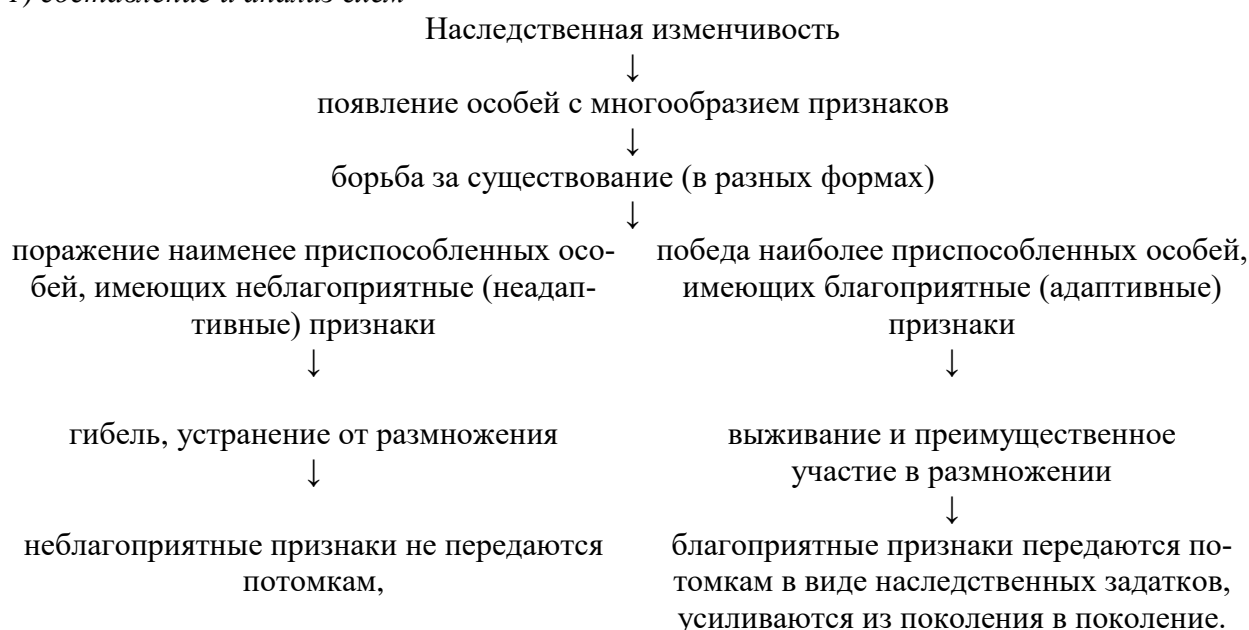 Наследственная изменчивость
↓
появление особей с многообразием признаков
↓
борьба за существование (в разных формах)
↓
поражение наименее приспособленных осо-
бей, имеющих неблагоприятные (неадап-
тивные) признаки
↓
гибель, устранение от размножения
↓
неблагоприятные признаки не передаются
потомкам,
победа наиболее приспособленных особей,
имеющих благоприятные (адаптивные)
признаки
↓
выживание и преимущественное
участие в размножении
↓
благоприятные признаки передаются по-
томкам в виде наследственных задатков,
усиливаются из поколения в поколение.